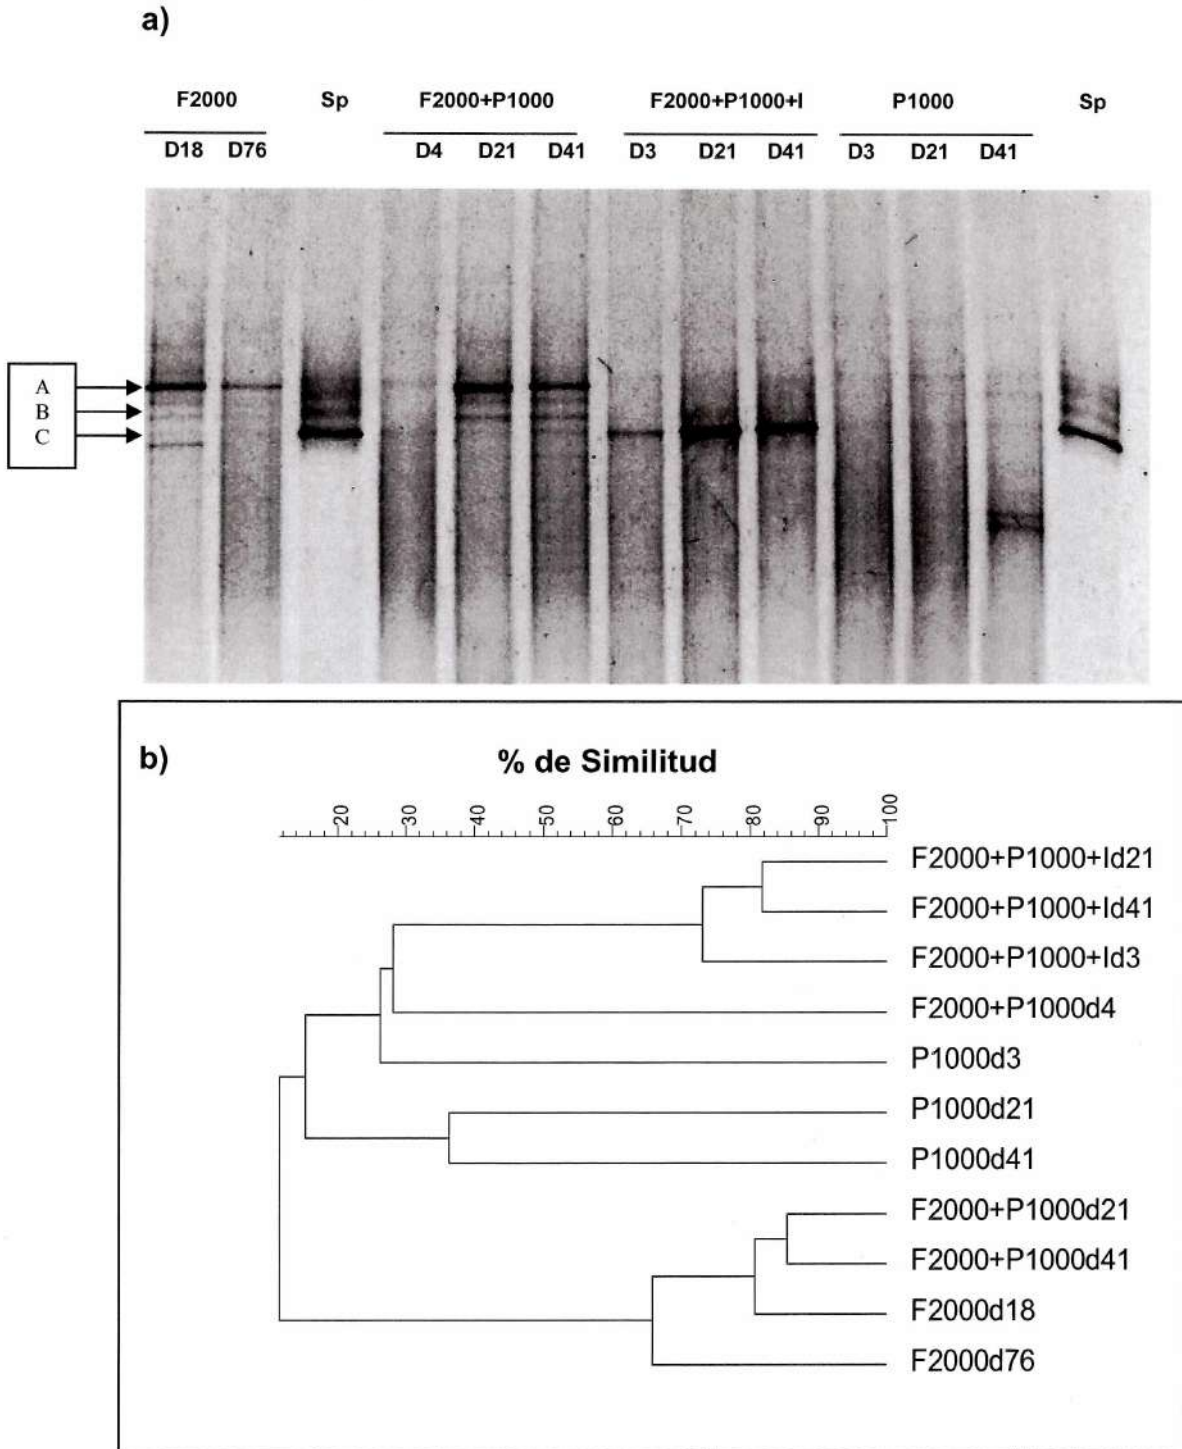 a)
F2000 Sp F2000+P1000 F2000+P1000+I P1000 Sp
D18 D76 D4 D21 D41 D3 D21 D41 D3 D21 D41
A
B
C
b)
% de Similitud
20 30 40 50 60 70 80 90 100
F2000+P1000+Id21
F2000+P1000+Id41
F2000+P1000+Id3
F2000+P1000d4
P1000d3
P1000d21
P1000d41
F2000+P1000d21
F2000+P1000d41
F2000d18
F2000d76